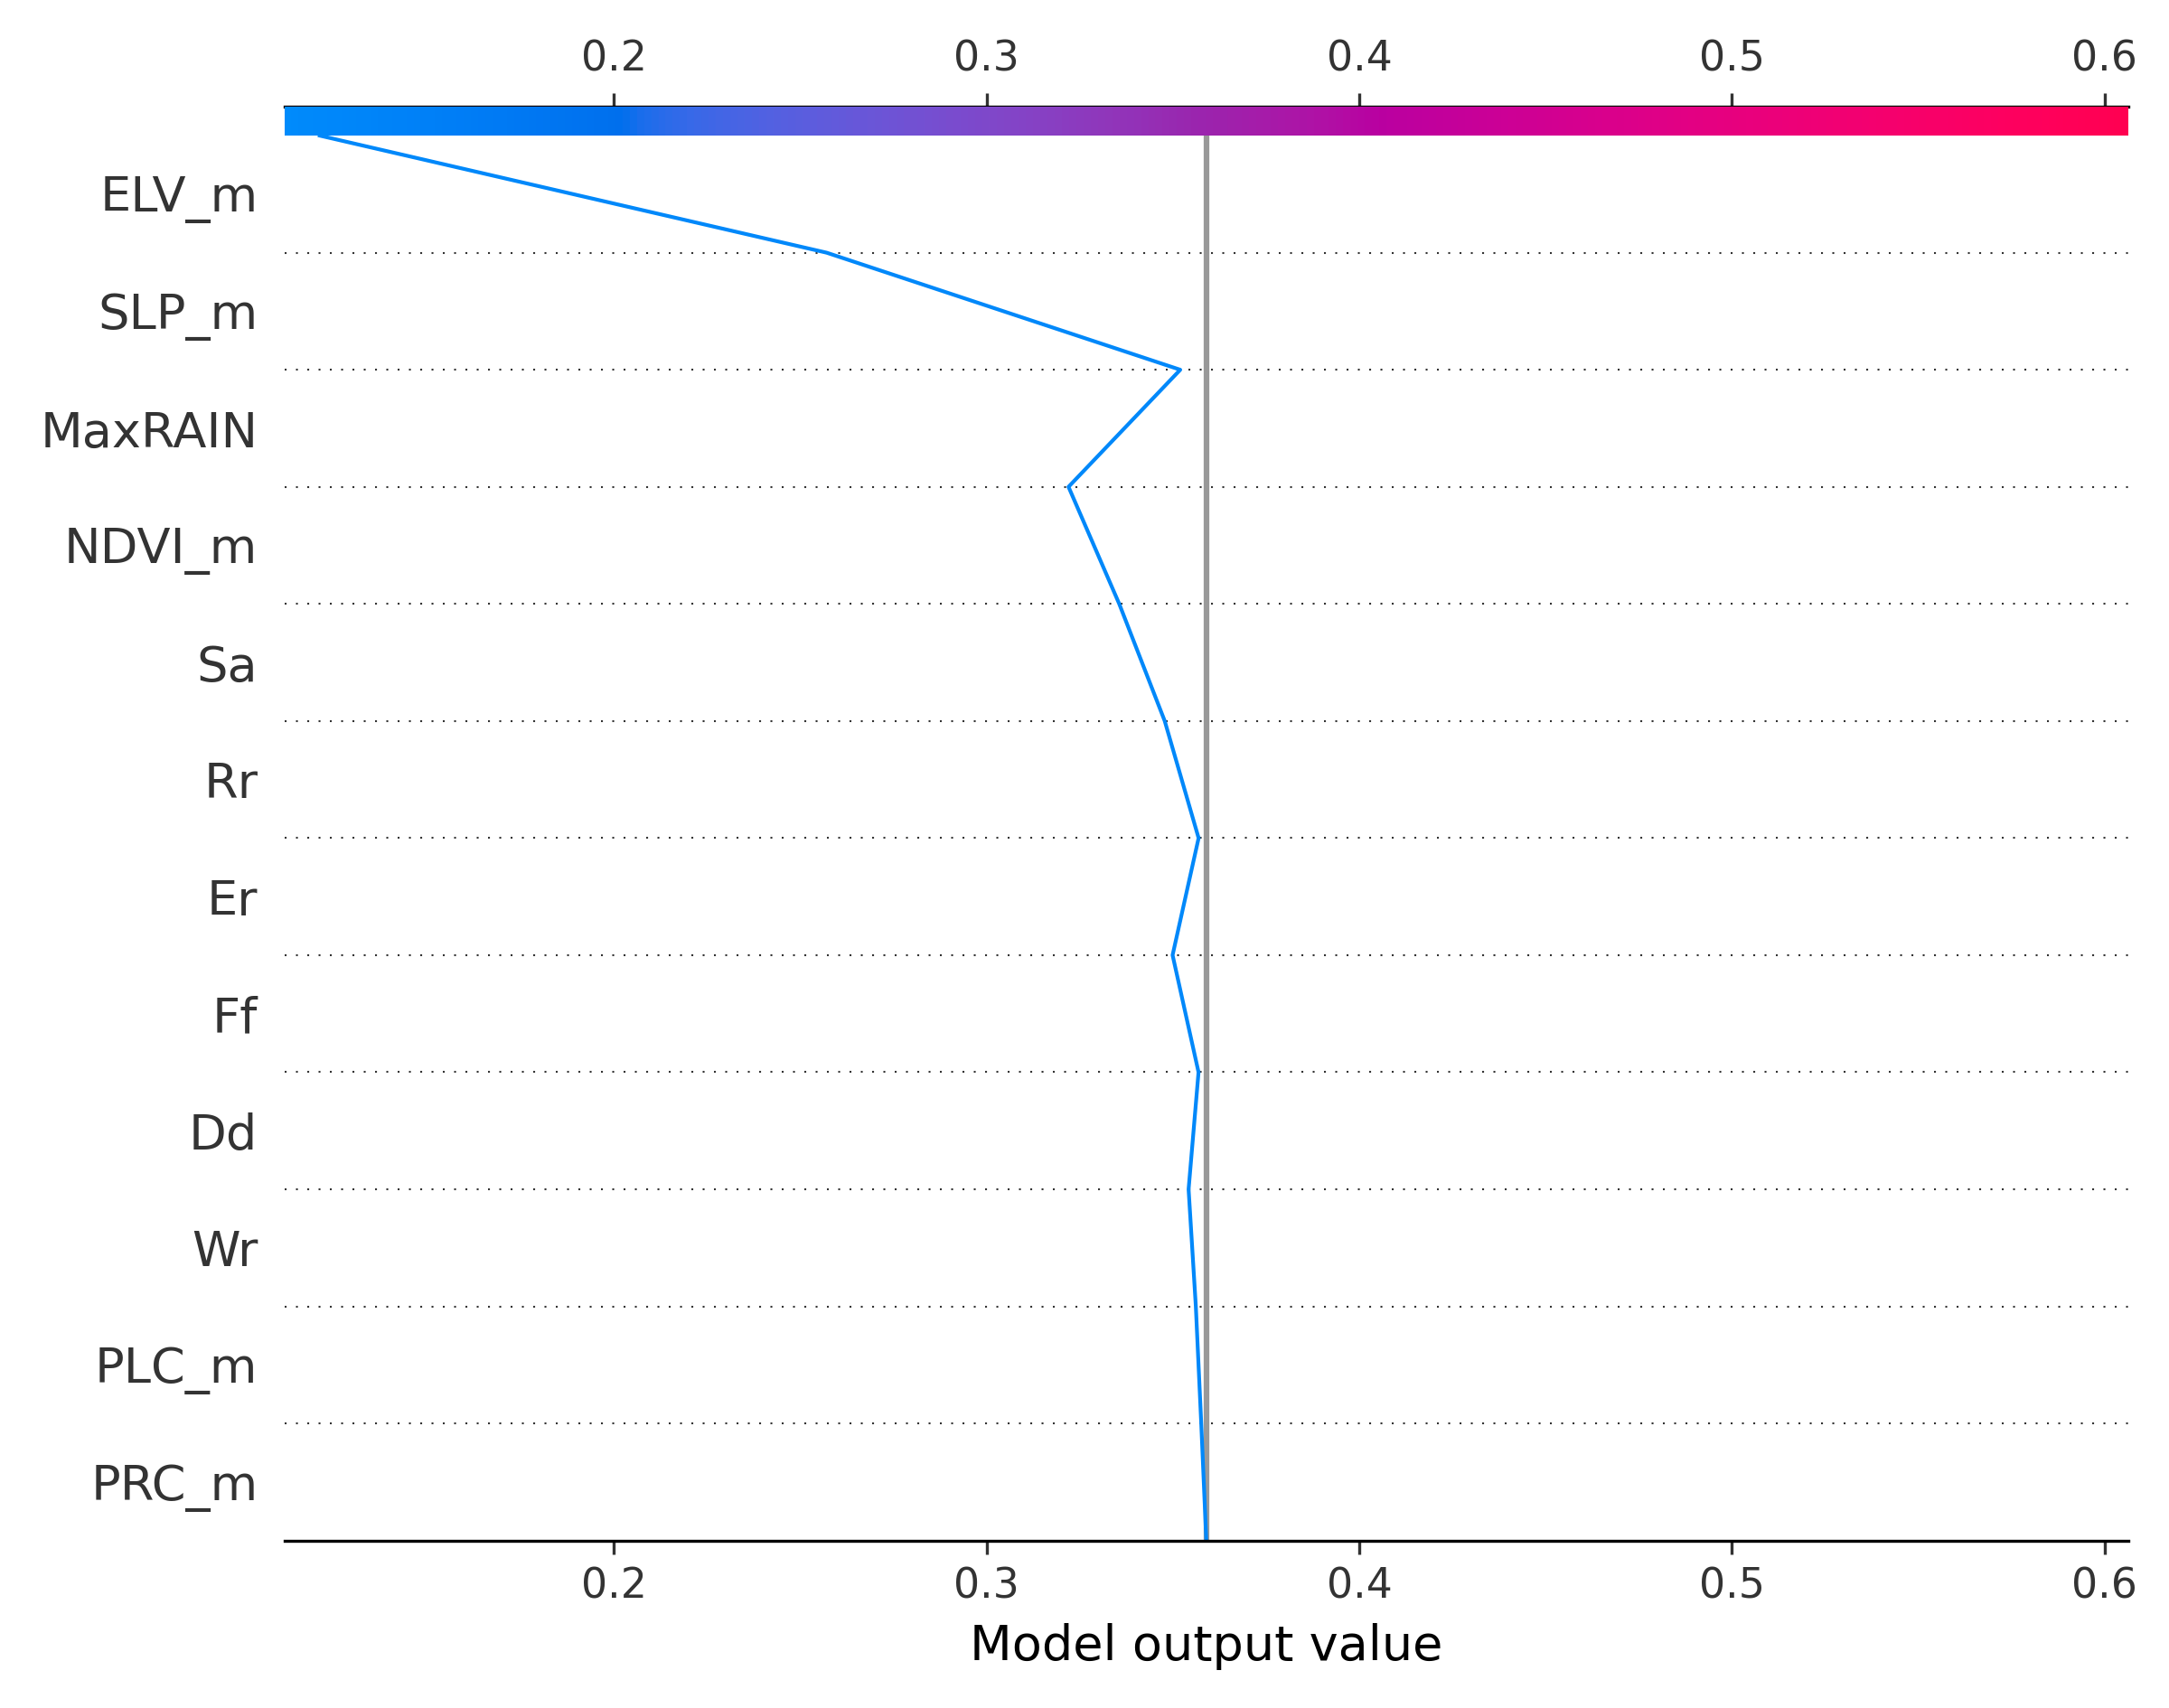 0.2 0.3 0.4 0.5 0.6
ELV_m
SLP_m
MaxRAIN
NDVI_m
Sa
Rr
Er
Ff
Dd
Wr
PLC_m
PRC_m
0.2 0.3 0.4 0.5 0.6
Model output value